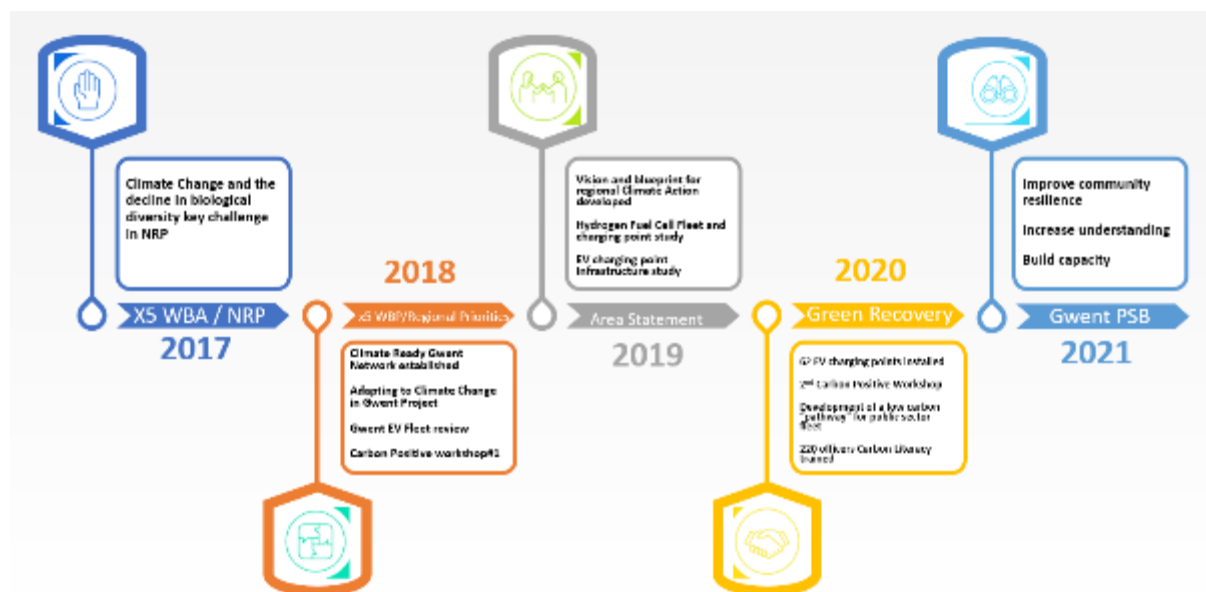 Climate Change and the
decline in biological
diversity key challenge
in NRP
X5 WBA / NRP
2017
2018
x5 WBP/Regional Priorities
Climate Ready Gwent
Network established
Adapting to Climate Change
in Gwent Project
Gwent EV Fleet review
Carbon Positive workshop#1
Vision and blueprint for
regional Climate Action
developed
Hydrogen Fuel Cell Fleet and
charging point study
EV charging point
Infrastructure study
Area Statement
2019
2020
Green Recovery
62 EV charging points installed
2nd Carbon Positive Workshop
Development of a low carbon
"pathway" for public sector
fleet
220 officers Carbon Literacy
trained
Improve community
resilience
Increase understanding
Build capacity
Gwent PSB
2021